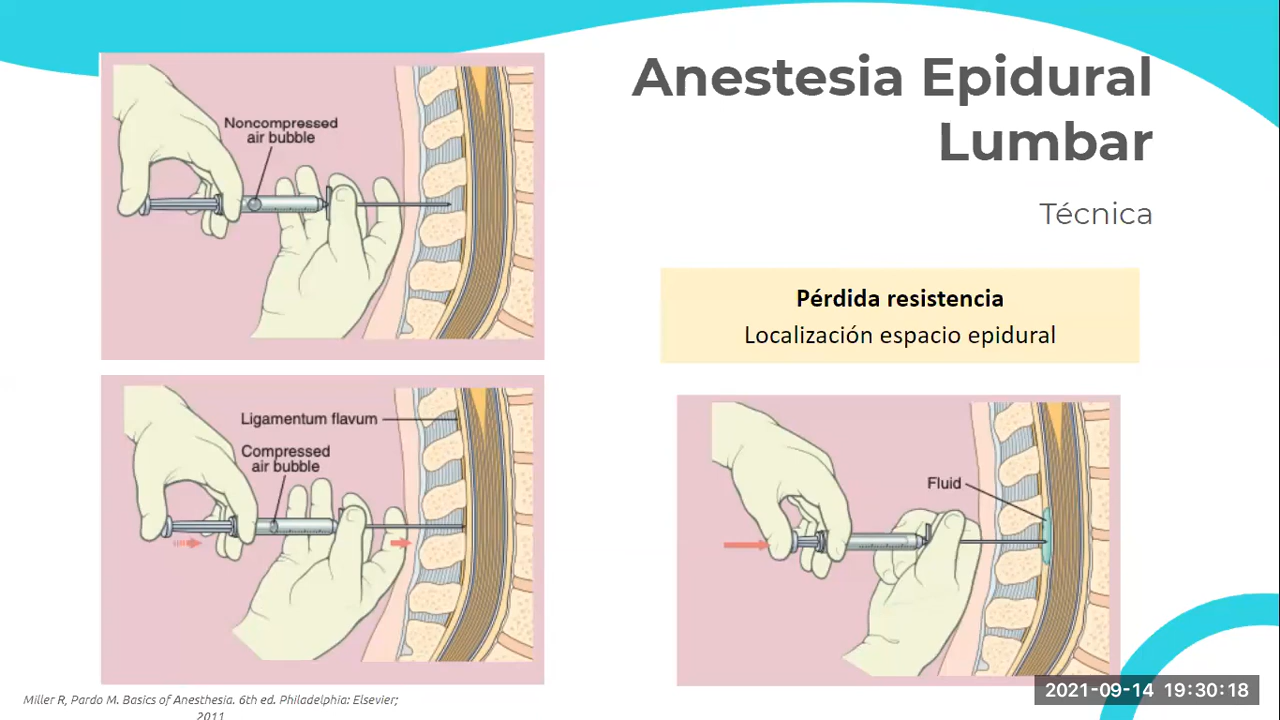 Anestesia Epidural
Lumbar
Técnica
Pérdida resistencia
Localización espacio epidural
Noncompressed
air bubble
Ligamentum flavum
Compressed
air bubble
Fluid
Miller R, Pardo M. Basics of Anesthesia. 6th ed. Philadelphia: Elsevier;
2011
2021-09-14 19:30:18